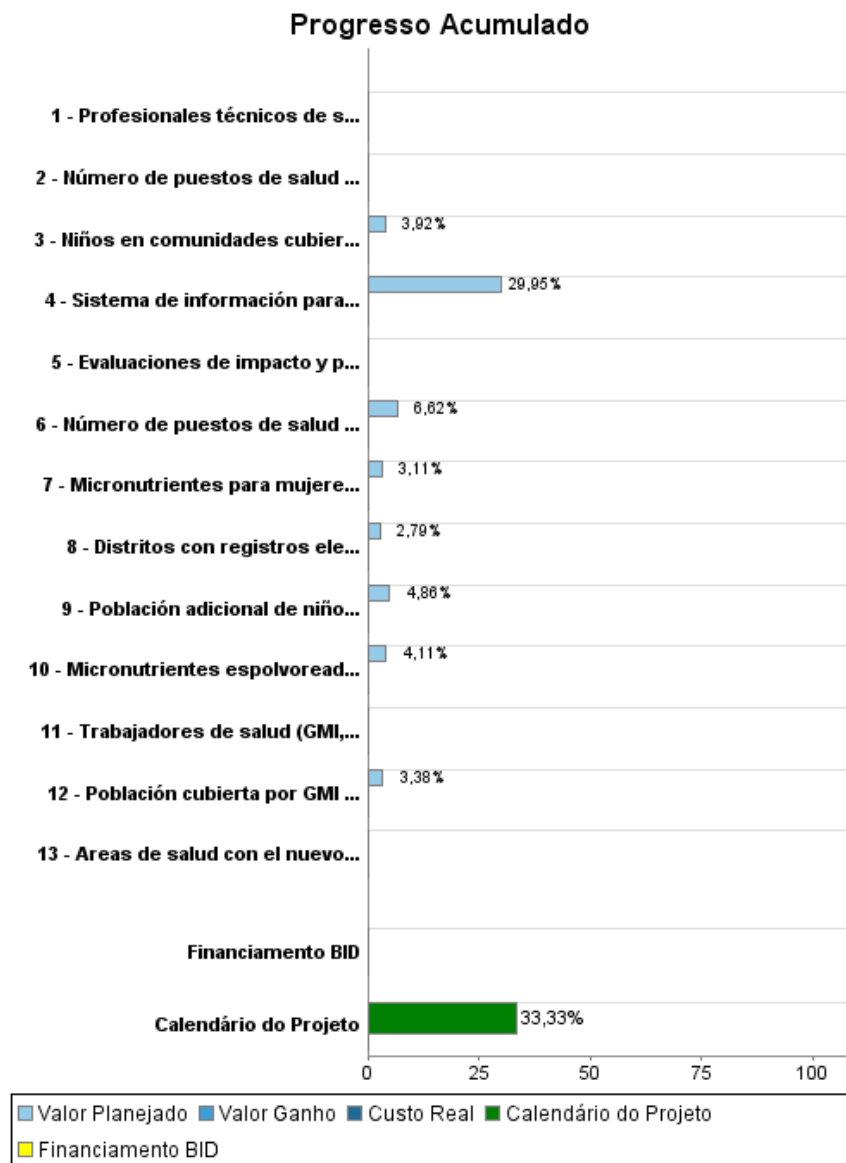 Progresso Acumulado
1 - Profesionales técnicos de s...
2 - Número de puestos de salud ...
3,92%
3 - Niños en comunidades cubier...
29,95%
4 - Sistema de información para...
5 - Evaluaciones de impacto y p...
6,62%
6 - Número de puestos de salud ...
3,11%
7 - Micronutrientes para mujere...
2,79%
8 - Distritos con registros ele...
4,86%
9 - Población adicional de niño...
4,11%
10 - Micronutrientes espolvoread...
11 - Trabajadores de salud (GMI,...
3,38%
12 - Población cubierta por GMI ...
13 - Areas de salud con el nuevo...
Financiamento BID
Calendário do Projeto 33,33%
0 25 50 75 100
Valor Planejado Valor Ganho Custo Real Calendário do Projeto
Financiamento BID